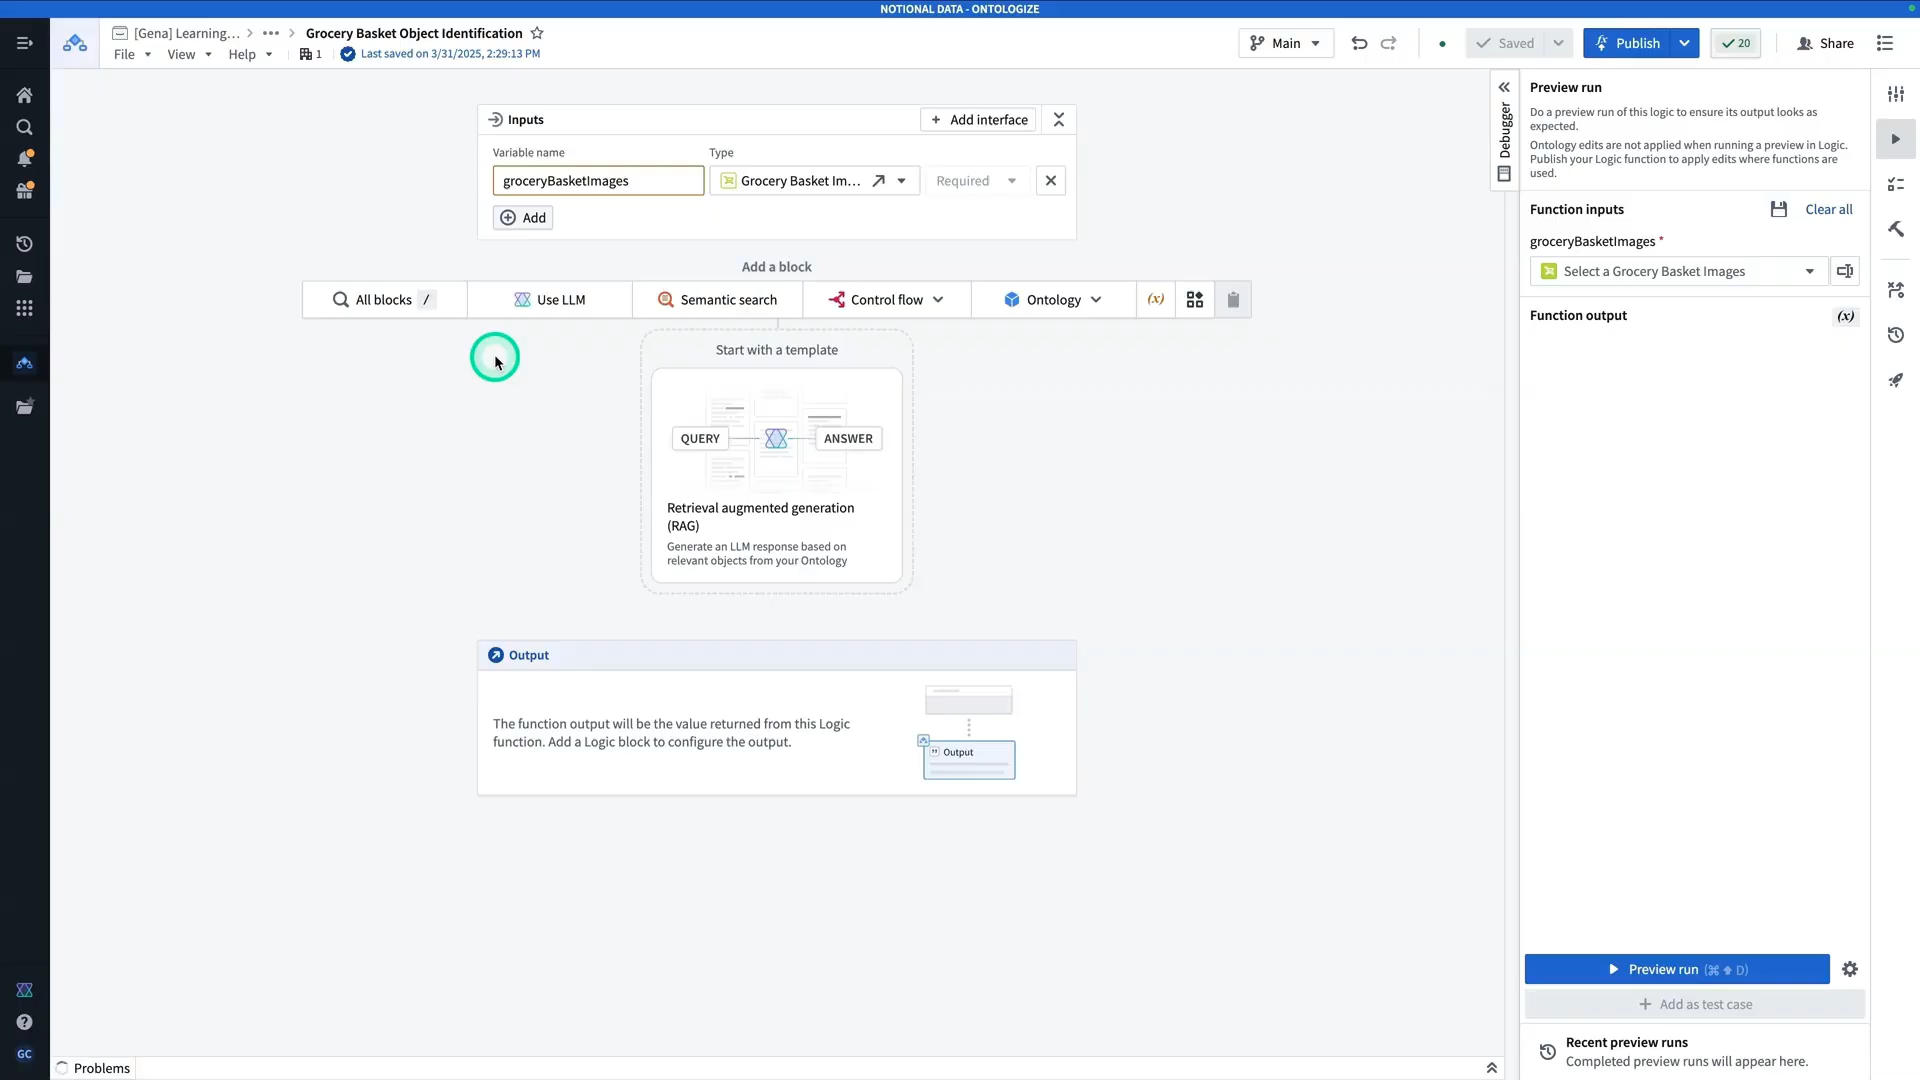 NOTIONAL DATA - ONTOLOGIZE
[Gena] Learning... > ••• > Grocery Basket Object Identification
File View Help 1 Last saved on 3/31/2025, 2:29:13 PM
Main Saved Publish 20 Share
Inputs + Add interface
Variable name Type
groceryBasketImages Grocery Basket Im... Required
Add
Add a block
All blocks / Use LLM Semantic search Control flow Ontology (x)
Start with a template
QUERY ANSWER
Retrieval augmented generation
(RAG)
Generate an LLM response based on
relevant objects from your Ontology
Output
The function output will be the value returned from this Logic
function. Add a Logic block to configure the output.
" Output
Debugger
Preview run
Do a preview run of this logic to ensure its output looks as
expected.
Ontology edits are not applied when running a preview in Logic.
Publish your Logic function to apply edits where functions are
used.
Function inputs Clear all
groceryBasketImages *
Select a Grocery Basket Images
Function output (x)
Preview run (⌘ ⇧ D)
+ Add as test case
Recent preview runs
Completed preview runs will appear here.
GC
Problems